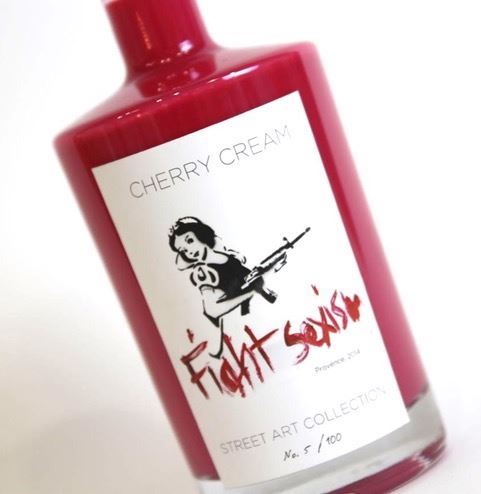 CHERRY CREAM
Fight sexism
Provence, 2014
STREET ART COLLECTION
No. 5 / 100